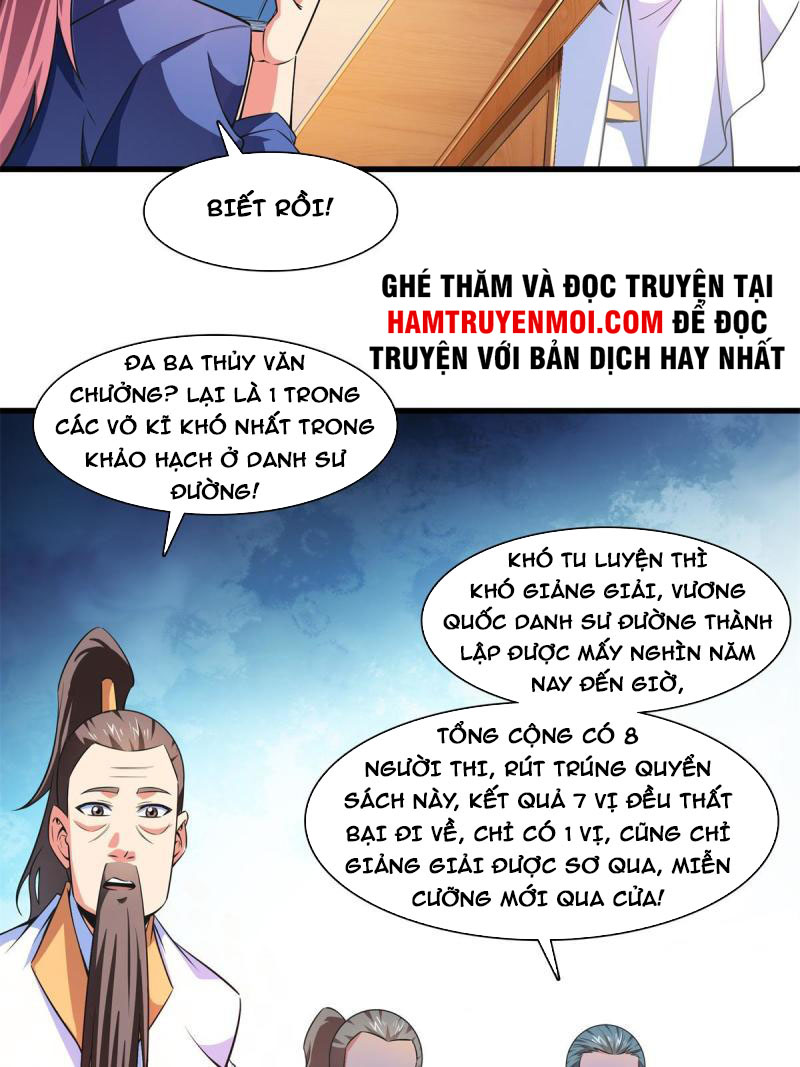 BIẾT RỒI!
GHÉ THĂM VÀ ĐỌC TRUYỆN TẠI
HAMTRUYENMOI.COM ĐỂ ĐỌC
TRUYỆN VỚI BẢN DỊCH HAY NHẤT
ĐA BA THỦY VĂN
CHƯỞNG? LẠI LÀ 1 TRONG
CÁC VÕ KĨ KHÓ NHẤT TRONG
KHẢO HẠCH Ở DANH SƯ
ĐƯỜNG!
KHÓ TU LUYỆN THÌ
KHÓ GIẢNG GIẢI, VƯƠNG
QUỐC DANH SƯ ĐƯỜNG THÀNH
LẬP ĐƯỢC MẤY NGHÌN NĂM
NAY ĐẾN GIỜ,
TỔNG CỘNG CÓ 8
NGƯỜI THI, RÚT TRÚNG QUYỂN
SÁCH NÀY, KẾT QUẢ 7 VỊ ĐỀU THẤT
BẠI ĐI VỀ, CHỈ CÓ 1 VỊ, CŨNG CHỈ
GIẢNG GIẢI ĐƯỢC SƠ QUA, MIỄN
CƯỠNG MỚI QUA CỬA!